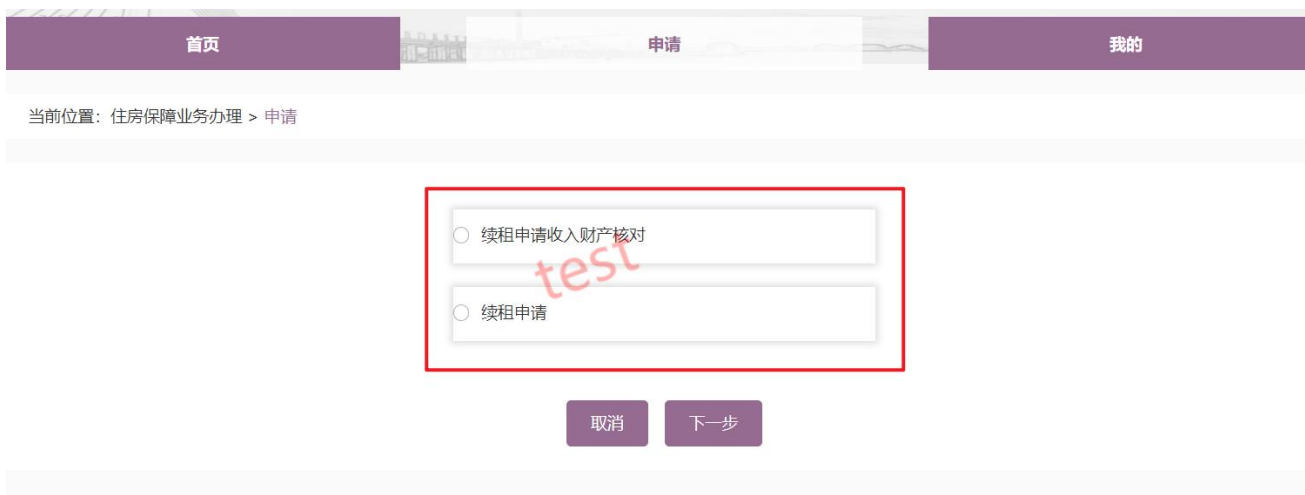 首页 申请 我的
当前位置：住房保障业务办理 > 申请
续租申请收入财产核对
test
续租申请
取消 下一步